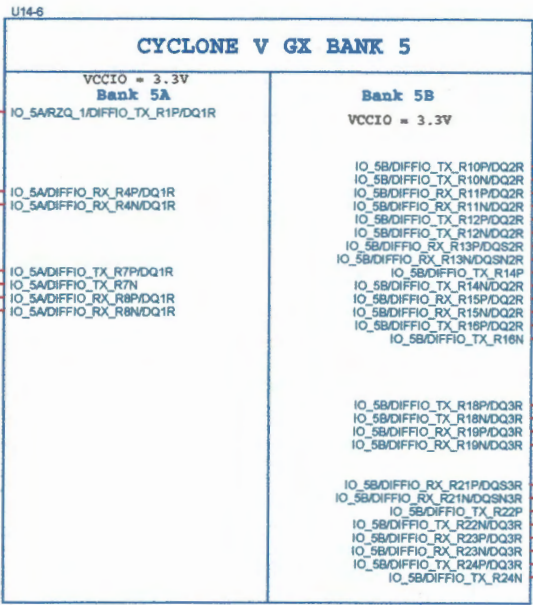 U14-6
CYCLONE V GX BANK 5
VCCIO = 3.3V
Bank 5A
IO_5A/RZQ_1/DIFFIO_TX_R1P/DQ1R
IO_5A/DIFFIO_RX_R4P/DQ1R
IO_5A/DIFFIO_RX_R4N/DQ1R
IO_5A/DIFFIO_TX_R7P/DQ1R
IO_5A/DIFFIO_TX_R7N
IO_5A/DIFFIO_RX_R8P/DQ1R
IO_5A/DIFFIO_RX_R8N/DQ1R
Bank 5B
VCCIO = 3.3V
IO_5B/DIFFIO_TX_R10P/DQ2R
IO_5B/DIFFIO_TX_R10N/DQ2R
IO_5B/DIFFIO_RX_R11P/DQ2R
IO_5B/DIFFIO_RX_R11N/DQ2R
IO_5B/DIFFIO_TX_R12P/DQ2R
IO_5B/DIFFIO_TX_R12N/DQ2R
IO_5B/DIFFIO_RX_R13P/DQS2R
IO_5B/DIFFIO_RX_R13N/DQSN2R
IO_5B/DIFFIO_TX_R14P
IO_5B/DIFFIO_TX_R14N/DQ2R
IO_5B/DIFFIO_RX_R15P/DQ2R
IO_5B/DIFFIO_RX_R15N/DQ2R
IO_5B/DIFFIO_TX_R16P/DQ2R
IO_5B/DIFFIO_TX_R16N
IO_5B/DIFFIO_TX_R18P/DQ3R
IO_5B/DIFFIO_TX_R18N/DQ3R
IO_5B/DIFFIO_RX_R19P/DQ3R
IO_5B/DIFFIO_RX_R19N/DQ3R
IO_5B/DIFFIO_RX_R21P/DQS3R
IO_5B/DIFFIO_RX_R21N/DQSN3R
IO_5B/DIFFIO_TX_R22P
IO_5B/DIFFIO_TX_R22N/DQ3R
IO_5B/DIFFIO_RX_R23P/DQ3R
IO_5B/DIFFIO_RX_R23N/DQ3R
IO_5B/DIFFIO_TX_R24P/DQ3R
IO_5B/DIFFIO_TX_R24N